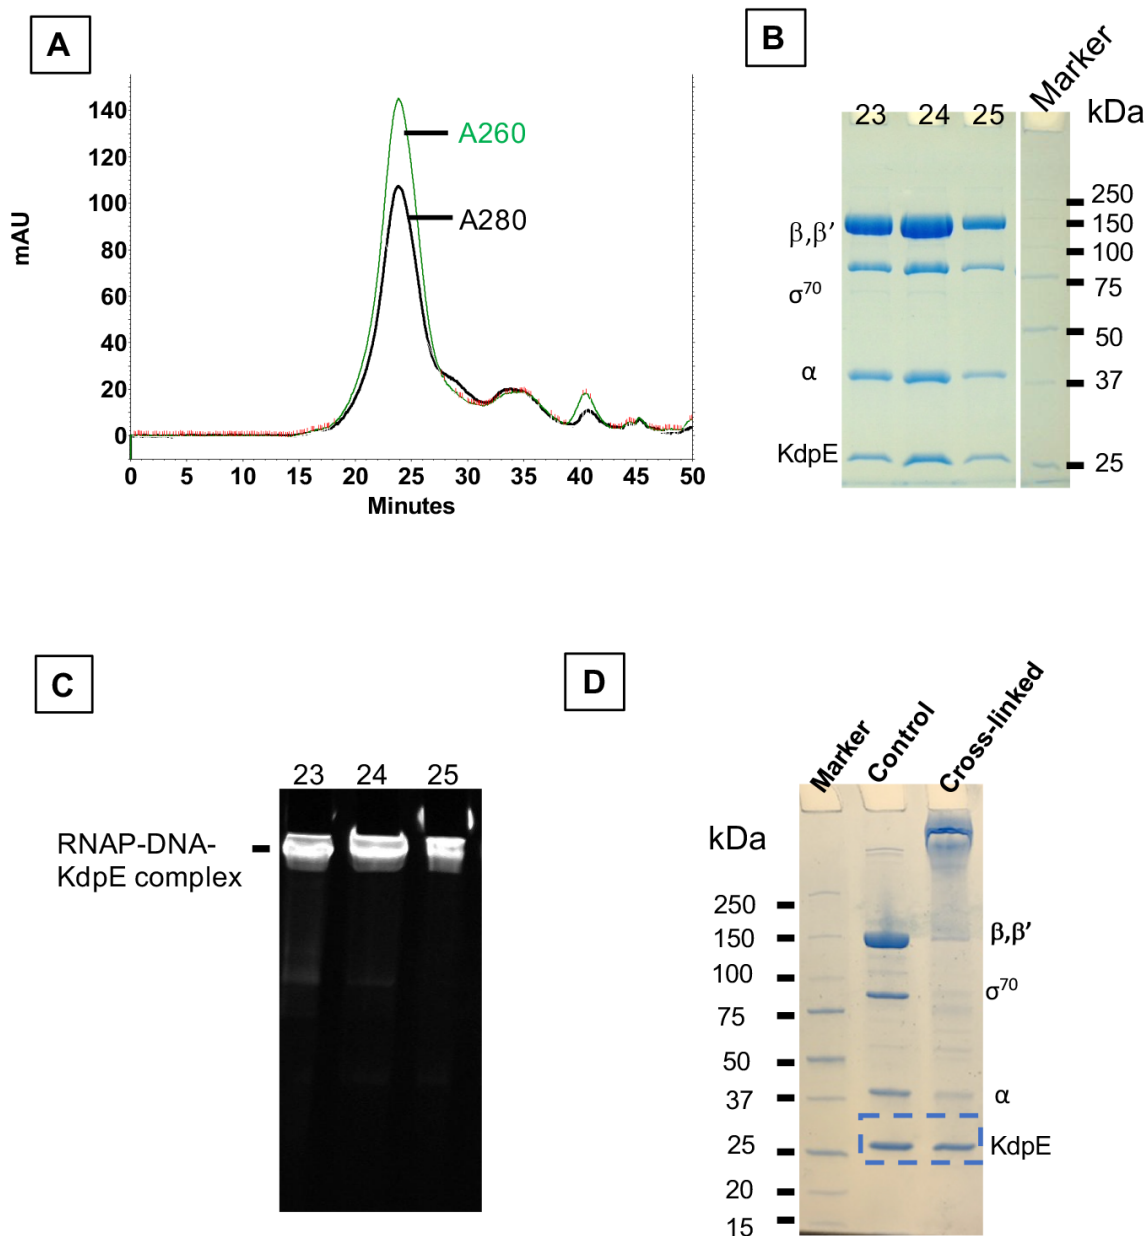 A
140
120
100
80
60
40
20
0
mAU
A260
A280
0 5 10 15 20 25 30 35 40 45 50
Minutes
B
23 24 25 Marker kDa
β,β’
σ70
α
KdpE
250
150
100
75
50
37
25
C
23 24 25
RNAP-DNA-
KdpE complex
D
Marker Control Cross-linked
kDa
250
150
100
75
50
37
25
20
15
β,β’
σ70
α
KdpE